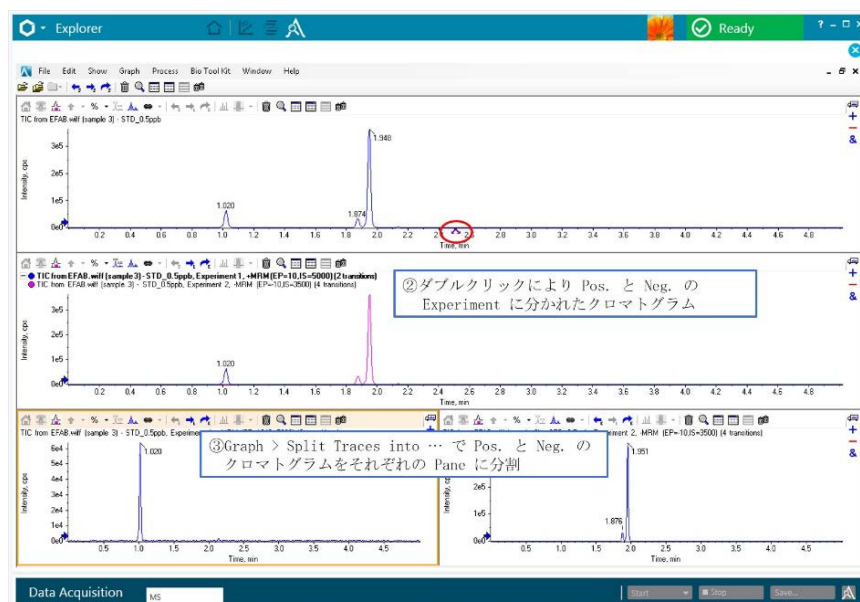 Explorer
Ready
File Edit Show Graph Process Bio Tool Kit Window Help
TIC from EFAB.wiff (sample 3) - STD_0.5ppb
Intensity, cps
3e5
2e5
1e5
0e0
1.020
1.874
1.948
0.2 0.4 0.6 0.8 1.0 1.2 1.4 1.6 1.8 2.0 2.2 2.4 2.6 2.8 3.0 3.2 3.4 3.6 3.8 4.0 4.2 4.4 4.6 4.8
Time, min
TIC from EFAB.wiff (sample 3) - STD_0.5ppb, Experiment 1, +MRM (EP=10,IS=5000) (2 transitions)
TIC from EFAB.wiff (sample 3) - STD_0.5ppb, Experiment 2, -MRM (EP=-10,IS=3500) (4 transitions)
②ダブルクリックにより Pos. と Neg. の
Experiment に分かれたクロマトグラム
Intensity, cps
3e5
2e5
1e5
0e0
1.020
0.2 0.4 0.6 0.8 1.0 1.2 1.4 1.6 1.8 2.0 2.2 2.4 2.6 2.8 3.0 3.2 3.4 3.6 3.8 4.0 4.2 4.4 4.6 4.8
Time, min
TIC from EFAB.wiff (sample 3) - STD_0.5ppb, Experiment
③Graph > Split Traces into … で Pos. と Neg. の
クロマトグラムをそれぞれの Pane に分割
Intensity, cps
6e4
5e4
4e4
3e4
2e4
1e4
0e0
1.020
0.5 1.0 1.5 2.0 2.5 3.0 3.5 4.0 4.5
Time, min
ment 2, -MRM (EP=-10,IS=3500) (4 transitions)
Intensity, cps
2e5
1e5
0e0
1.951
1.876
0.5 1.0 1.5 2.0 2.5 3.0 3.5 4.0 4.5
Time, min
Data Acquisition
MS
Start
Stop
Save...